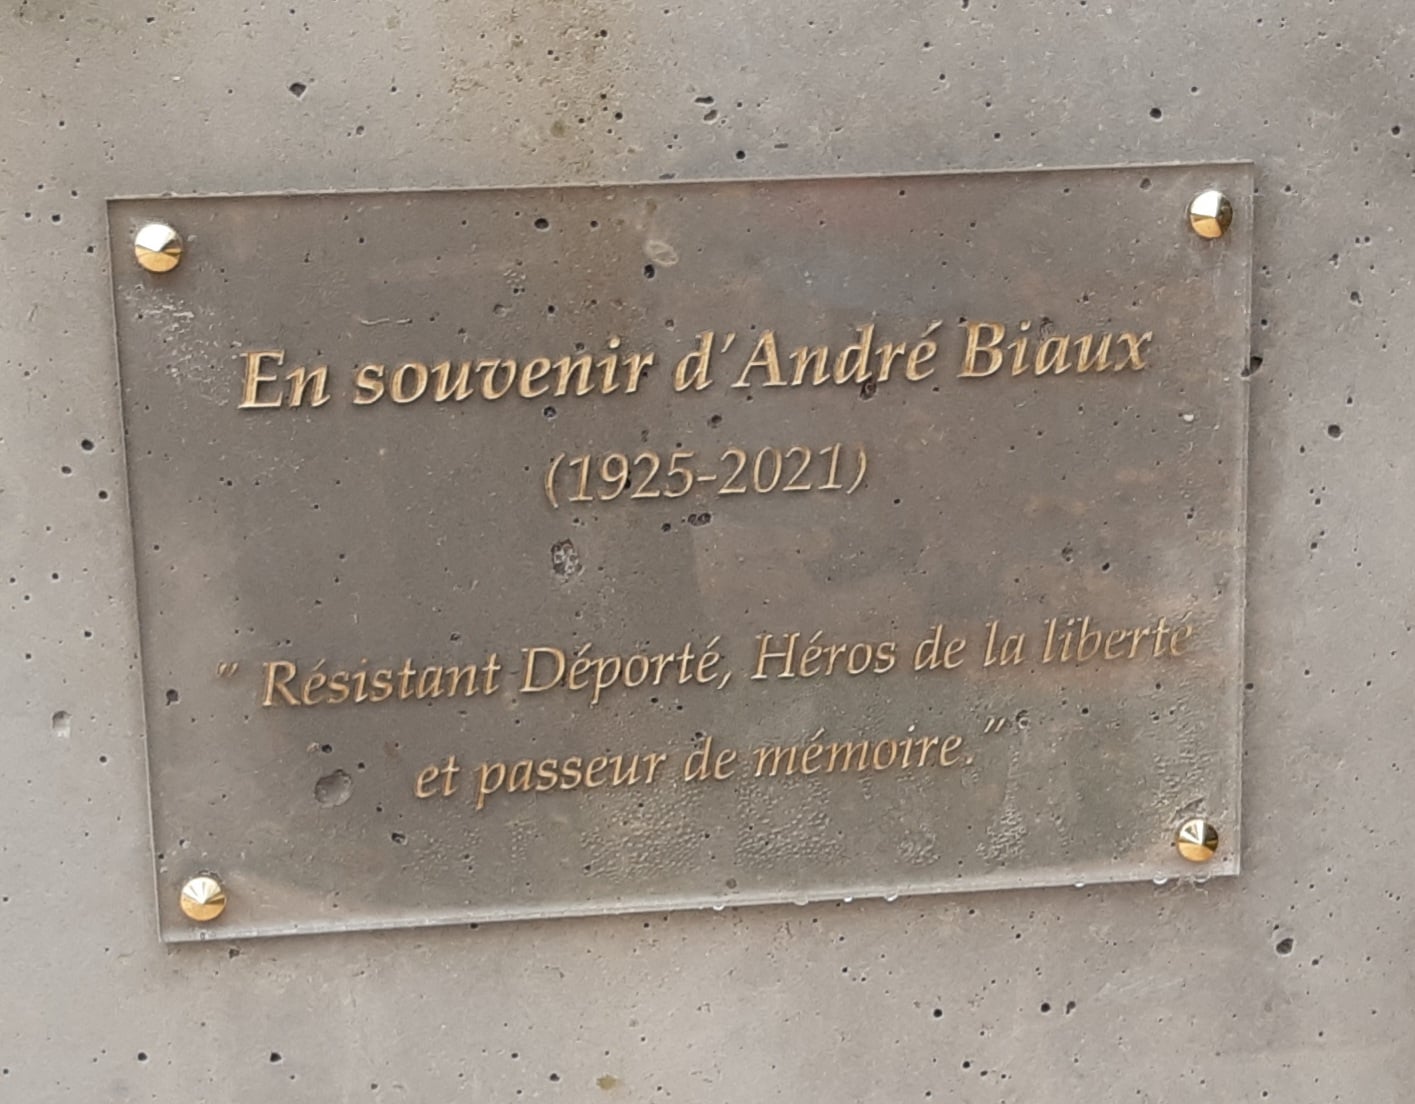 En souvenir d'André Biaux
(1925-2021)
" Résistant Déporté, Héros de la liberté
et passeur de mémoire."